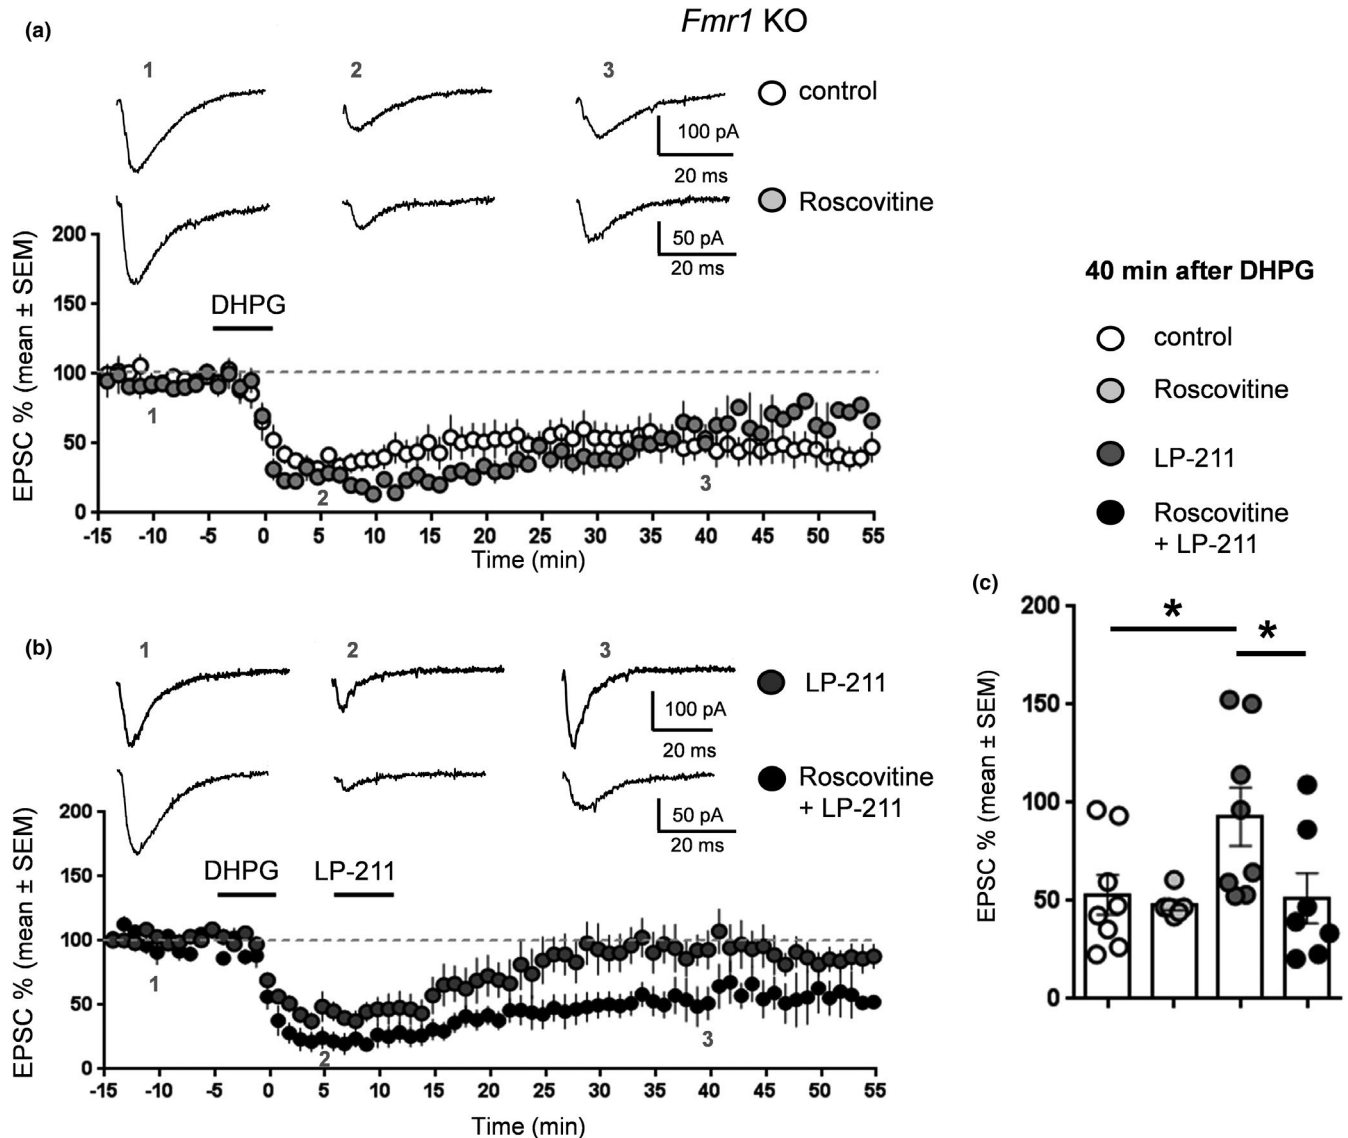 Fmr1 KO
(a)
1 2 3
control
100 pA
20 ms
Roscovitine
50 pA
20 ms
DHPG
EPSC % (mean ± SEM)
200
150
100
50
0
1
2
3
-15 -10 -5 0 5 10 15 20 25 30 35 40 45 50 55
Time (min)
(b)
1 2 3
LP-211
100 pA
20 ms
Roscovitine
+ LP-211
50 pA
20 ms
DHPG LP-211
EPSC % (mean ± SEM)
200
150
100
50
0
1
2
3
-15 -10 -5 0 5 10 15 20 25 30 35 40 45 50 55
Time (min)
40 min after DHPG
control
Roscovitine
LP-211
Roscovitine
+ LP-211
(c)
EPSC % (mean ± SEM)
200
150
100
50
0
* *